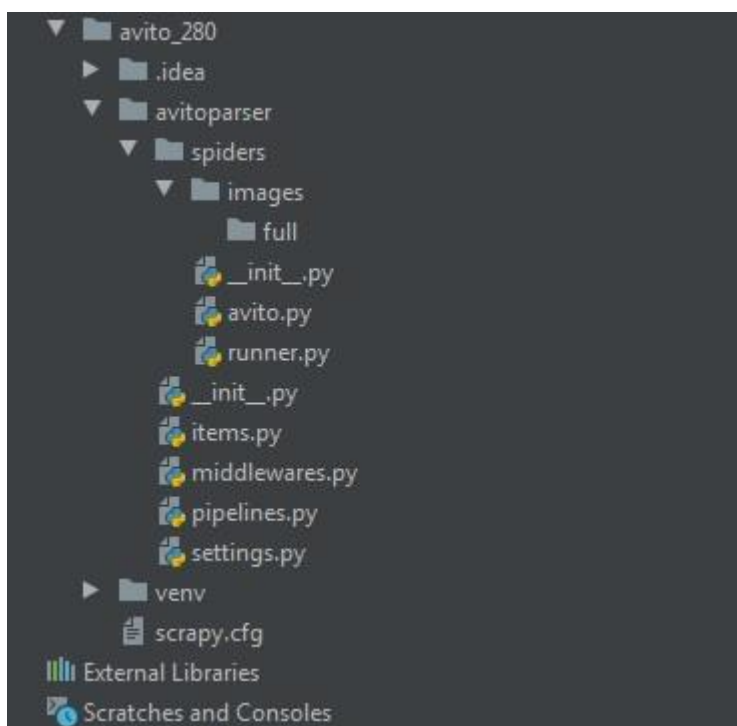 avito_280
.idea
avitoparser
spiders
images
full
__init__.py
avito.py
runner.py
__init__.py
items.py
middlewares.py
pipelines.py
settings.py
venv
scrapy.cfg
External Libraries
Scratches and Consoles